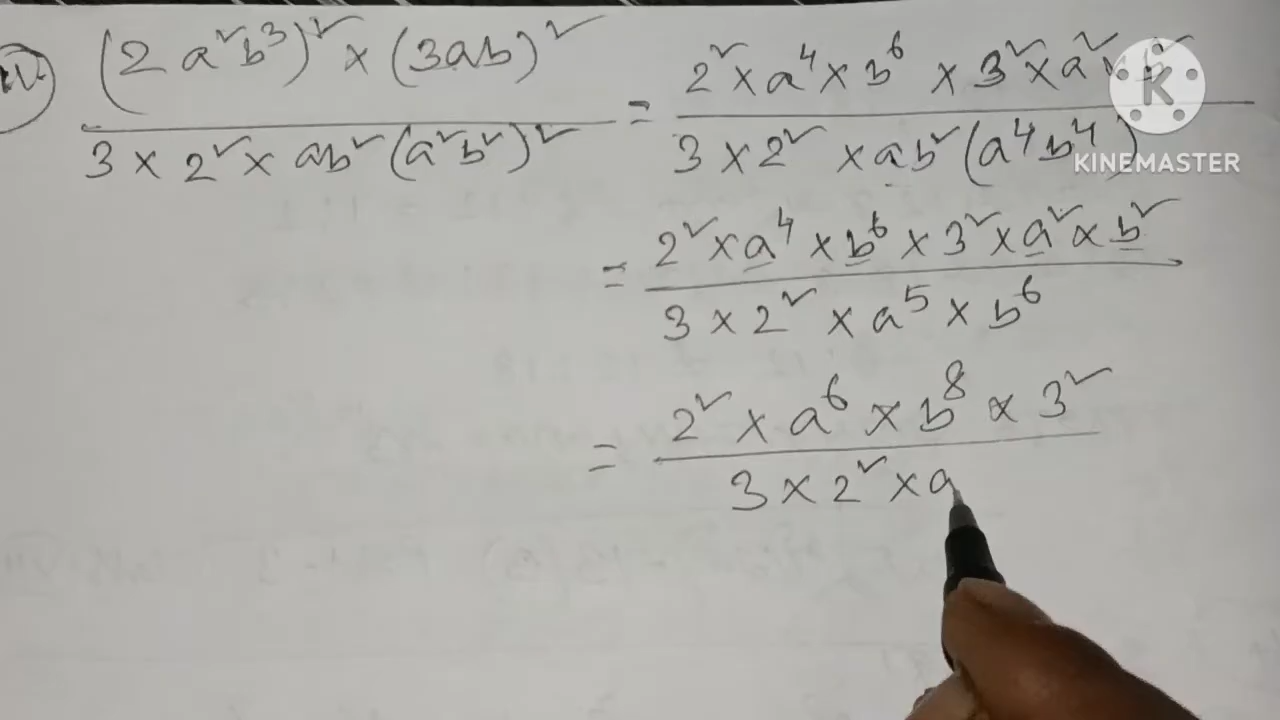 (2a²b³)² × (3ab)² / 3 × 2² × ab²(a²b²)² = 2² × a⁴ × b⁶ × 3² × a² / 3 × 2² × ab²(a⁴b⁴)
KINEMASTER
= 2² × a⁴ × b⁶ × 3² × a² × b² / 3 × 2² × a⁵ × b⁶
= 2² × a⁶ × b⁸ × 3² / 3 × 2² × a